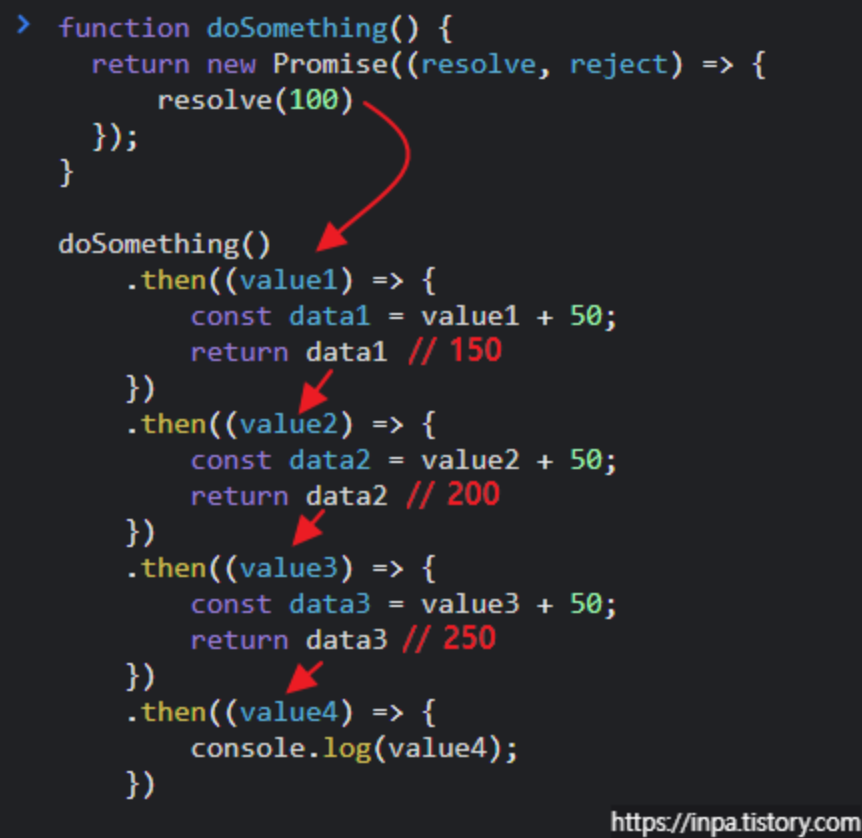 > function doSomething() {
return new Promise((resolve, reject) => {
resolve(100)
});
}
doSomething()
.then((value1) => {
const data1 = value1 + 50;
return data1 // 150
})
.then((value2) => {
const data2 = value2 + 50;
return data2 // 200
})
.then((value3) => {
const data3 = value3 + 50;
return data3 // 250
})
.then((value4) => {
console.log(value4);
})
https://inpa.tistory.com